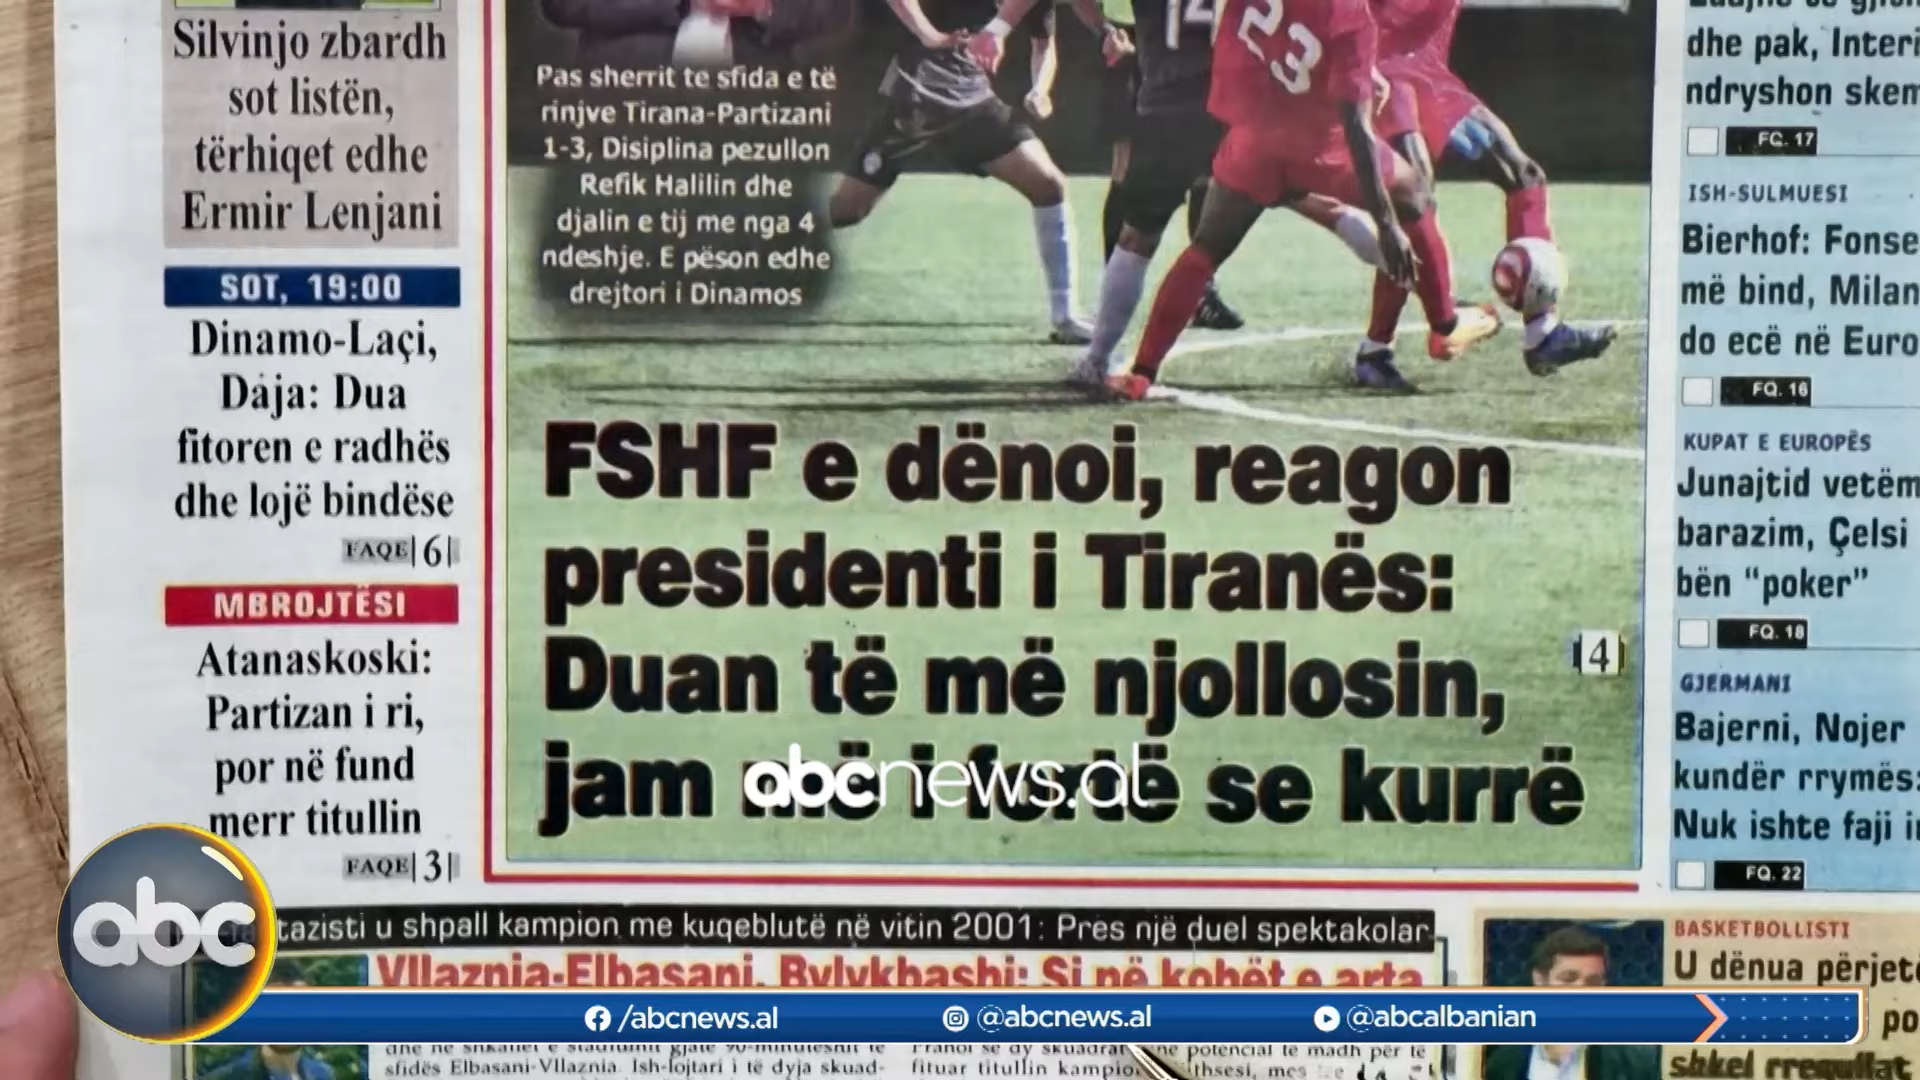 Silvinjo zbardh
sot listën,
tërhiqet edhe
Ermir Lenjani
SOT, 19:00
Dinamo-Laçi,
Daja: Dua
fitoren e radhës
dhe lojë bindëse
FAQE 6
MBROJTËSI
Atanaskoski:
Partizan i ri,
por në fund
merr titullin
FAQE 3
14
23
Pas sherrit te sfida e të
rinjve Tirana-Partizani
1-3, Disiplina pezullon
Refik Halilin dhe
djalin e tij me nga 4
ndeshje. E pëson edhe
drejtori i Dinamos
FSHF e dënoi, reagon
presidenti i Tiranës:
Duan të më njollosin,
4
jam më i fortë se kurrë
abcnews.al
dhe pak, Interi
ndryshon skem
FQ. 17
ISH-SULMUESI
Bierhof: Fonse
më bind, Milan
do ecë në Euro
FQ. 16
KUPAT E EUROPËS
Junajtid vetëm
barazim, Çelsi
bën “poker”
FQ. 18
GJERMANI
Bajerni, Nojer
kundër rrymës:
Nuk ishte faji i
FQ. 22
tazisti u shpall kampion me kuqeblutë në vitin 2001: Pres një duel spektakolar
Vllaznia-Elbasani, Bylykbashi: Si në kohët e arta
BASKETBOLLISTI
U dënua përjet
po
shkel rregullat
abc
/abcnews.al
@abcnews.al
@abcalbanian
dhe në shkallët e stadiumit gjatë 90-minutëshit të
sfidës Elbasani-Vllaznia. Ish-lojtari i të dyja skuad-
Pranoi se dy skuadrat
potencial të madh për të
fituar titullin